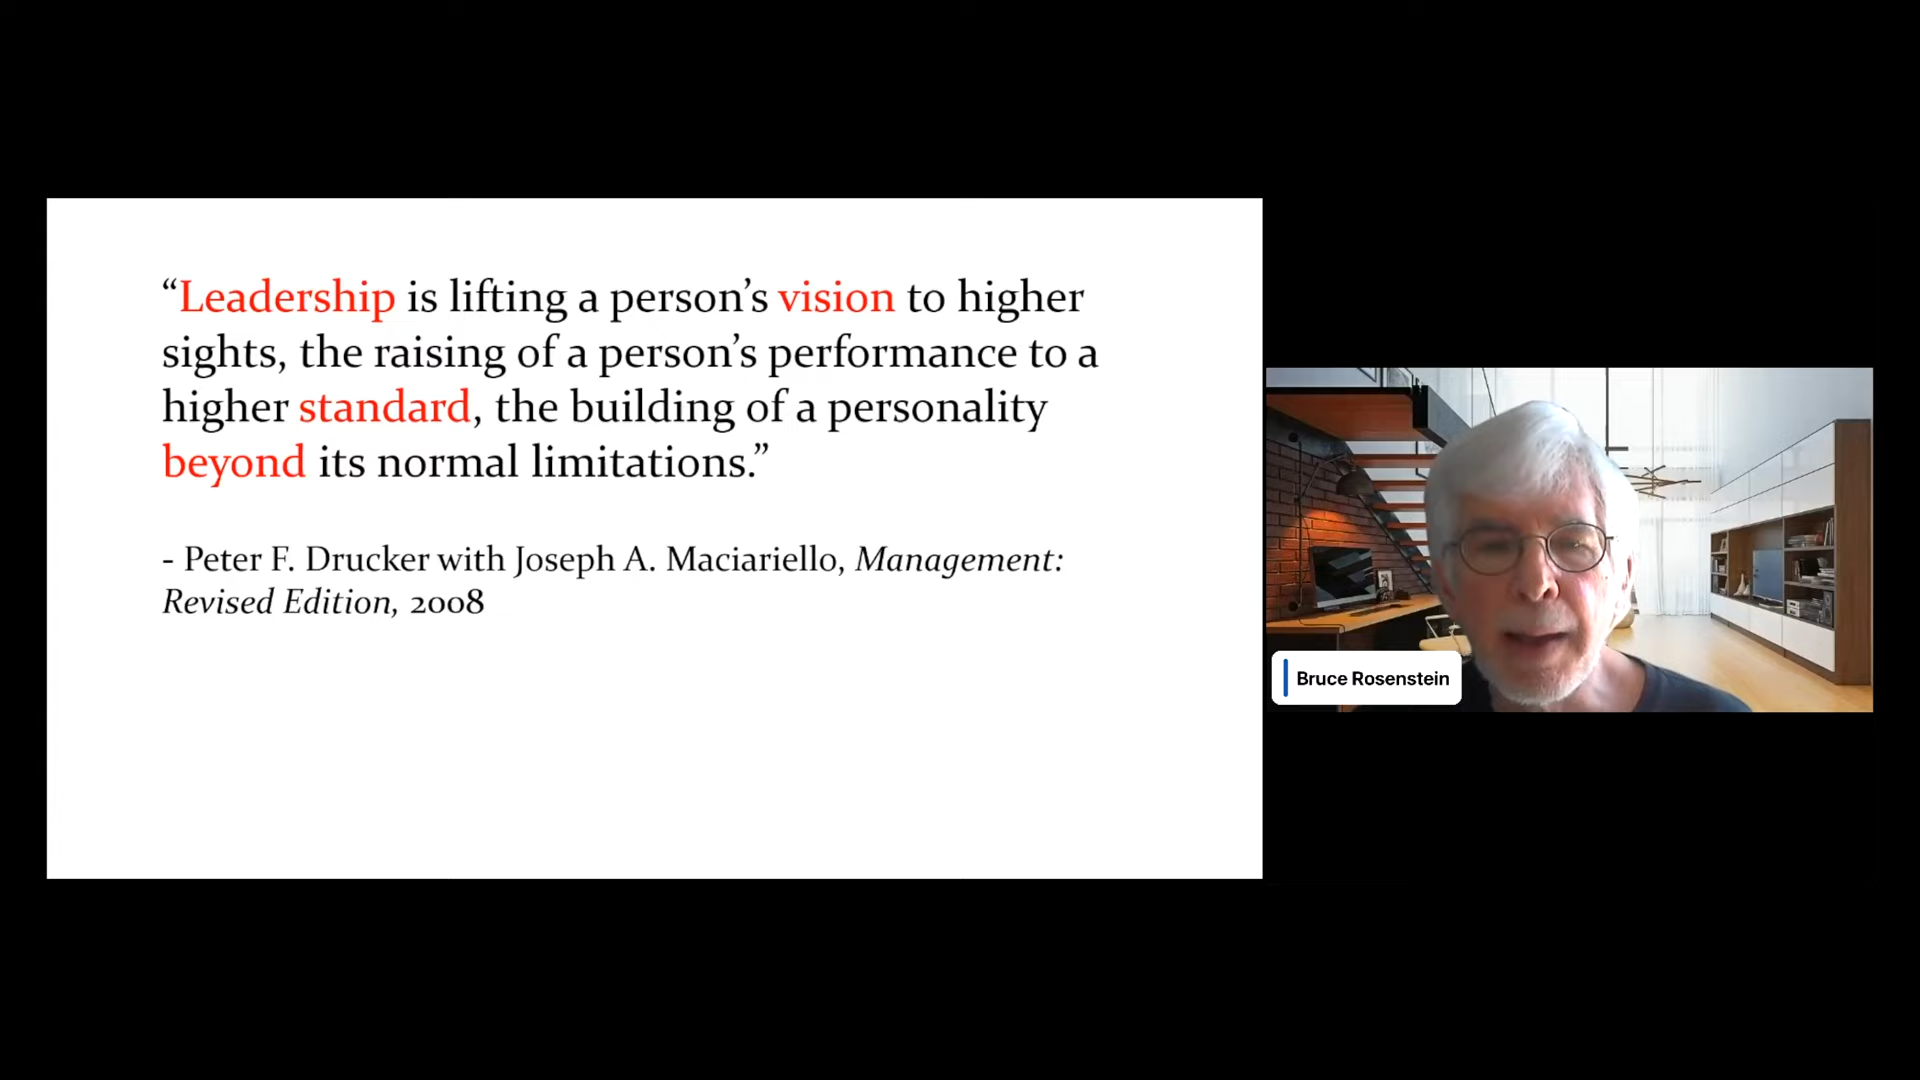 “Leadership is lifting a person’s vision to higher
sights, the raising of a person’s performance to a
higher standard, the building of a personality
beyond its normal limitations.”
- Peter F. Drucker with Joseph A. Maciariello, Management:
Revised Edition, 2008
Bruce Rosenstein